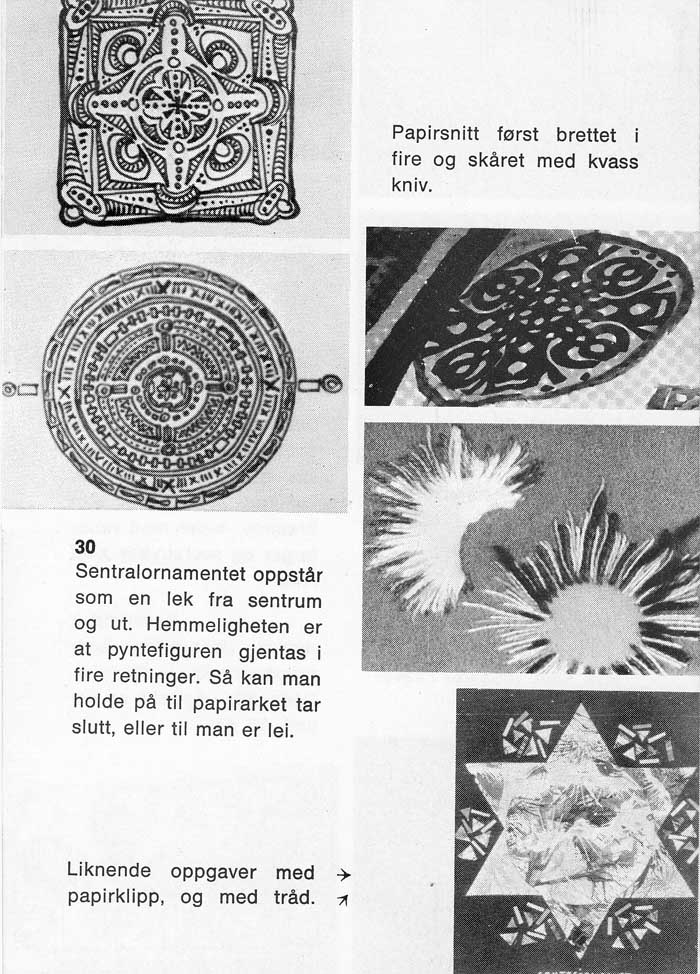 Papirsnitt først brettet i
fire og skåret med kvass
kniv.
30
Sentralornamentet oppstår
som en lek fra sentrum
og ut. Hemmeligheten er
at pyntefiguren gjentas i
fire retninger. Så kan man
holde på til papirarket tar
slutt, eller til man er lei.
Liknende oppgaver med →
papirklipp, og med tråd. ↗